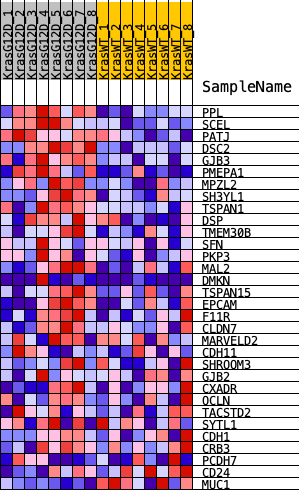 KrasG12D_1
KrasG12D_2
KrasG12D_3
KrasG12D_4
KrasG12D_5
KrasG12D_6
KrasG12D_7
KrasG12D_8
KrasWT_1
KrasWT_2
KrasWT_3
KrasWT_4
KrasWT_5
KrasWT_6
KrasWT_7
KrasWT_8
SampleName
PPL
SCEL
PATJ
DSC2
GJB3
PMEPA1
MPZL2
SH3YL1
TSPAN1
DSP
TMEM30B
SFN
PKP3
MAL2
DMKN
TSPAN15
EPCAM
F11R
CLDN7
MARVELD2
CDH11
SHROOM3
GJB2
CXADR
OCLN
TACSTD2
SYTL1
CDH1
CRB3
PCDH7
CD24
MUC1